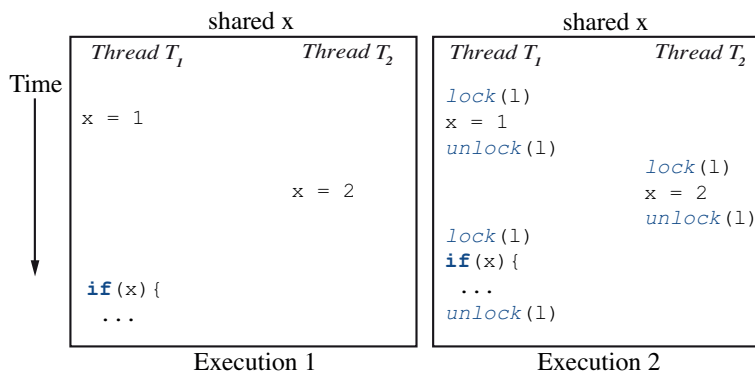 shared x
Thread T1 Thread T2
Time
x = 1
x = 2
if(x){
...
Execution 1
shared x
Thread T1 Thread T2
lock(l)
x = 1
unlock(l)
lock(l)
x = 2
unlock(l)
lock(l)
if(x){
...
unlock(l)
Execution 2